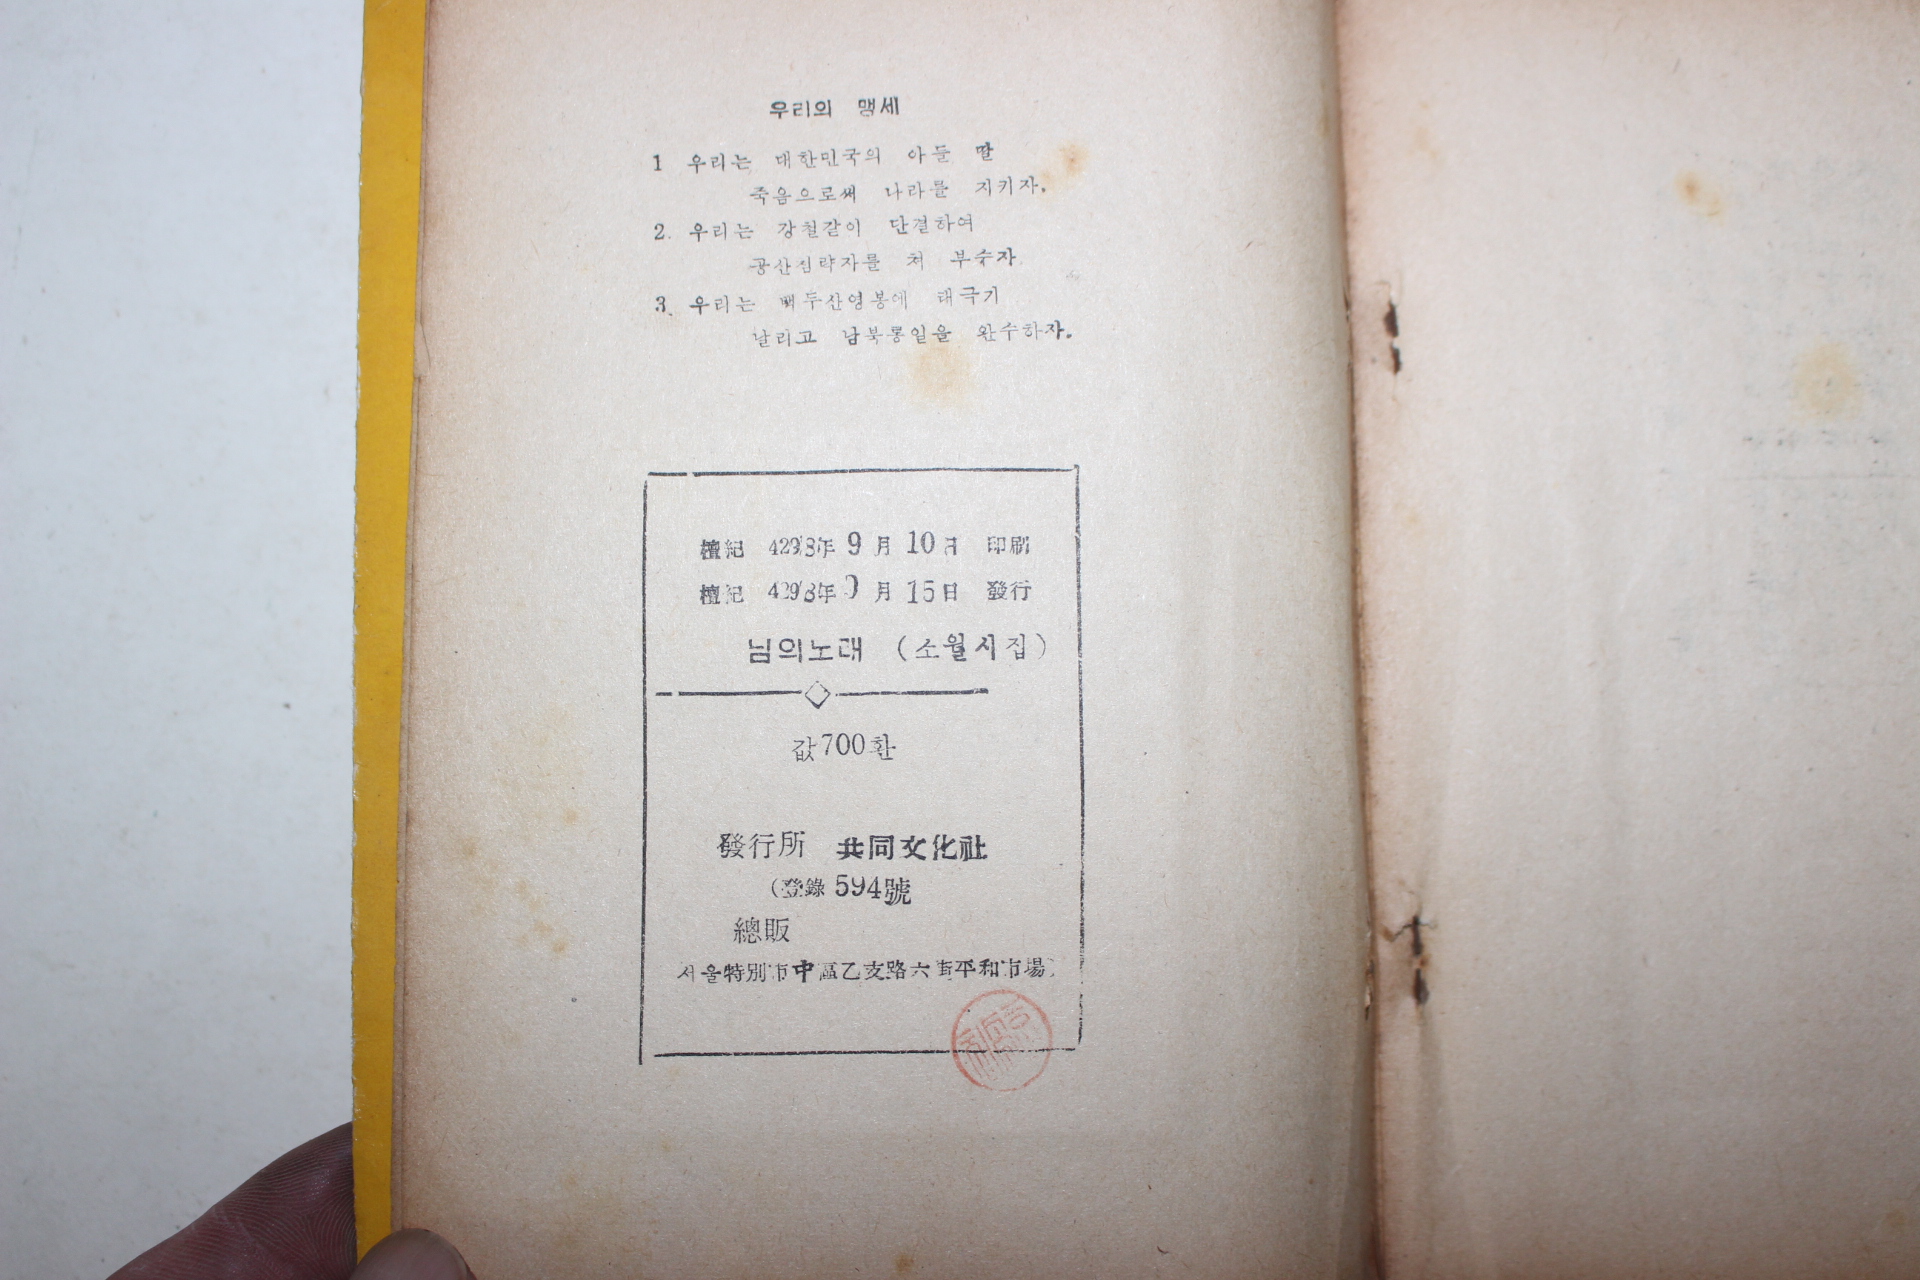 우리의 맹세
1 우리는 대한민국의 아들 딸
죽음으로써 나라를 지키자.
2. 우리는 강철같이 단결하여
공산침략자를 처 부수자
3. 우리는 백두산영봉에 태극기
날리고 남북통일을 완수하자.
檀紀 4293年 9月 10日 印刷
檀紀 4293年 9月 15日 發行
님의노래 (소월시집)
값700환
發行所 共同文化社
(登錄 594號
總販
서울特別市中區乙支路六街平和市場